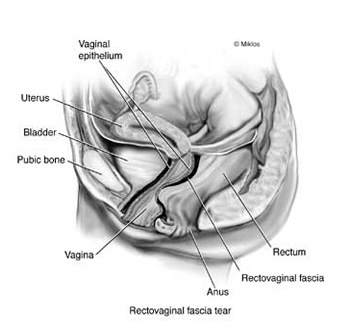 Vaginal
epithelium
© Miklos
Uterus
Bladder
Pubic bone
Vagina
Rectum
Rectovaginal fascia
Anus
Rectovaginal fascia tear